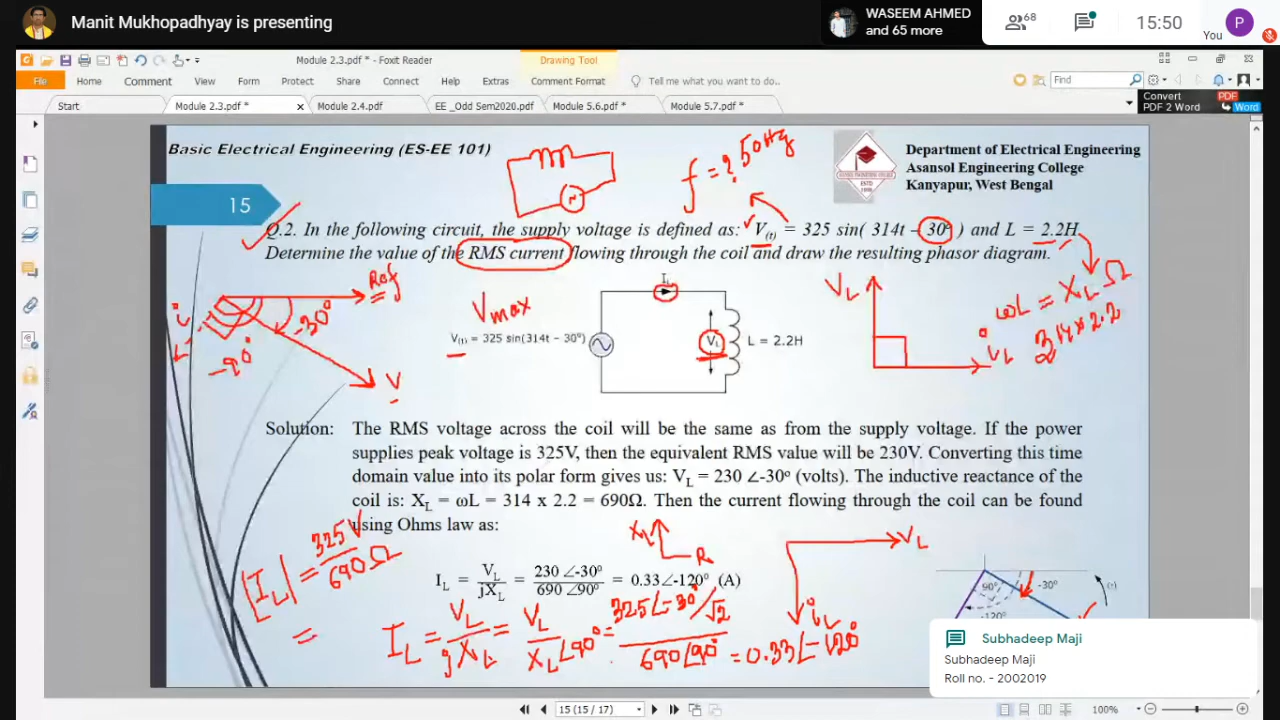 Manit Mukhopadhyay is presenting
WASEEM AHMED
and 65 more
68
15:50
P
You
Module 2.3.pdf * - Foxit Reader
Drawing Tool
File Home Comment View Form Protect Share Connect Help Extras Comment Format Tell me what you want to do..
Find
Start Module 2.3.pdf * × Module 2.4.pdf EE _Odd Sem2020.pdf Module 5.6.pdf * Module 5.7.pdf *
Convert PDF
PDF 2 Word Word
Basic Electrical Engineering (ES-EE 101)
f = ? 50Hz
Department of Electrical Engineering
Asansol Engineering College
Kanyapur, West Bengal
15
Q.2. In the following circuit, the supply voltage is defined as: V(t) = 325 sin( 314t – 30° ) and L = 2.2H
Determine the value of the RMS current flowing through the coil and draw the resulting phasor diagram.
Ref
-30°
-90°
V
Vmax
IL
V(t) = 325 sin(314t – 30°)
VL
L = 2.2H
VL
iL
ωL = XL Ω
314 * 2.2
Solution: The RMS voltage across the coil will be the same as from the supply voltage. If the power
supplies peak voltage is 325V, then the equivalent RMS value will be 230V. Converting this time
domain value into its polar form gives us: VL = 230 ∠-30° (volts). The inductive reactance of the
coil is: XL = ωL = 314 x 2.2 = 690Ω. Then the current flowing through the coil can be found
using Ohms law as:
|IL| = 325V / 690Ω
=
XL
R
VL
iL
IL = VL / jXL = 230 ∠-30° / 690 ∠90° = 0.33∠-120° (A)
IL = VL / jXL = VL / XL∠90° = 325∠-30°/√2 / 690∠90° = 0.33∠-120°
90° -30°
-120°
Subhadeep Maji
Subhadeep Maji
Roll no. - 2002019
15 (15 / 17)
100%